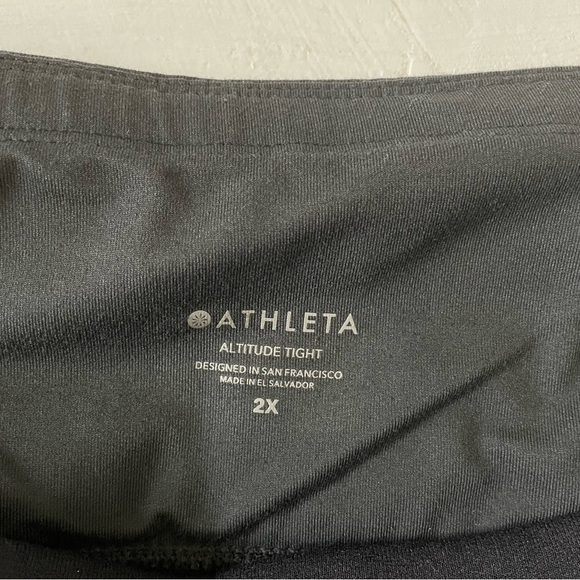 ATHLETA
ALTITUDE TIGHT
DESIGNED IN SAN FRANCISCO
MADE IN EL SALVADOR
2X